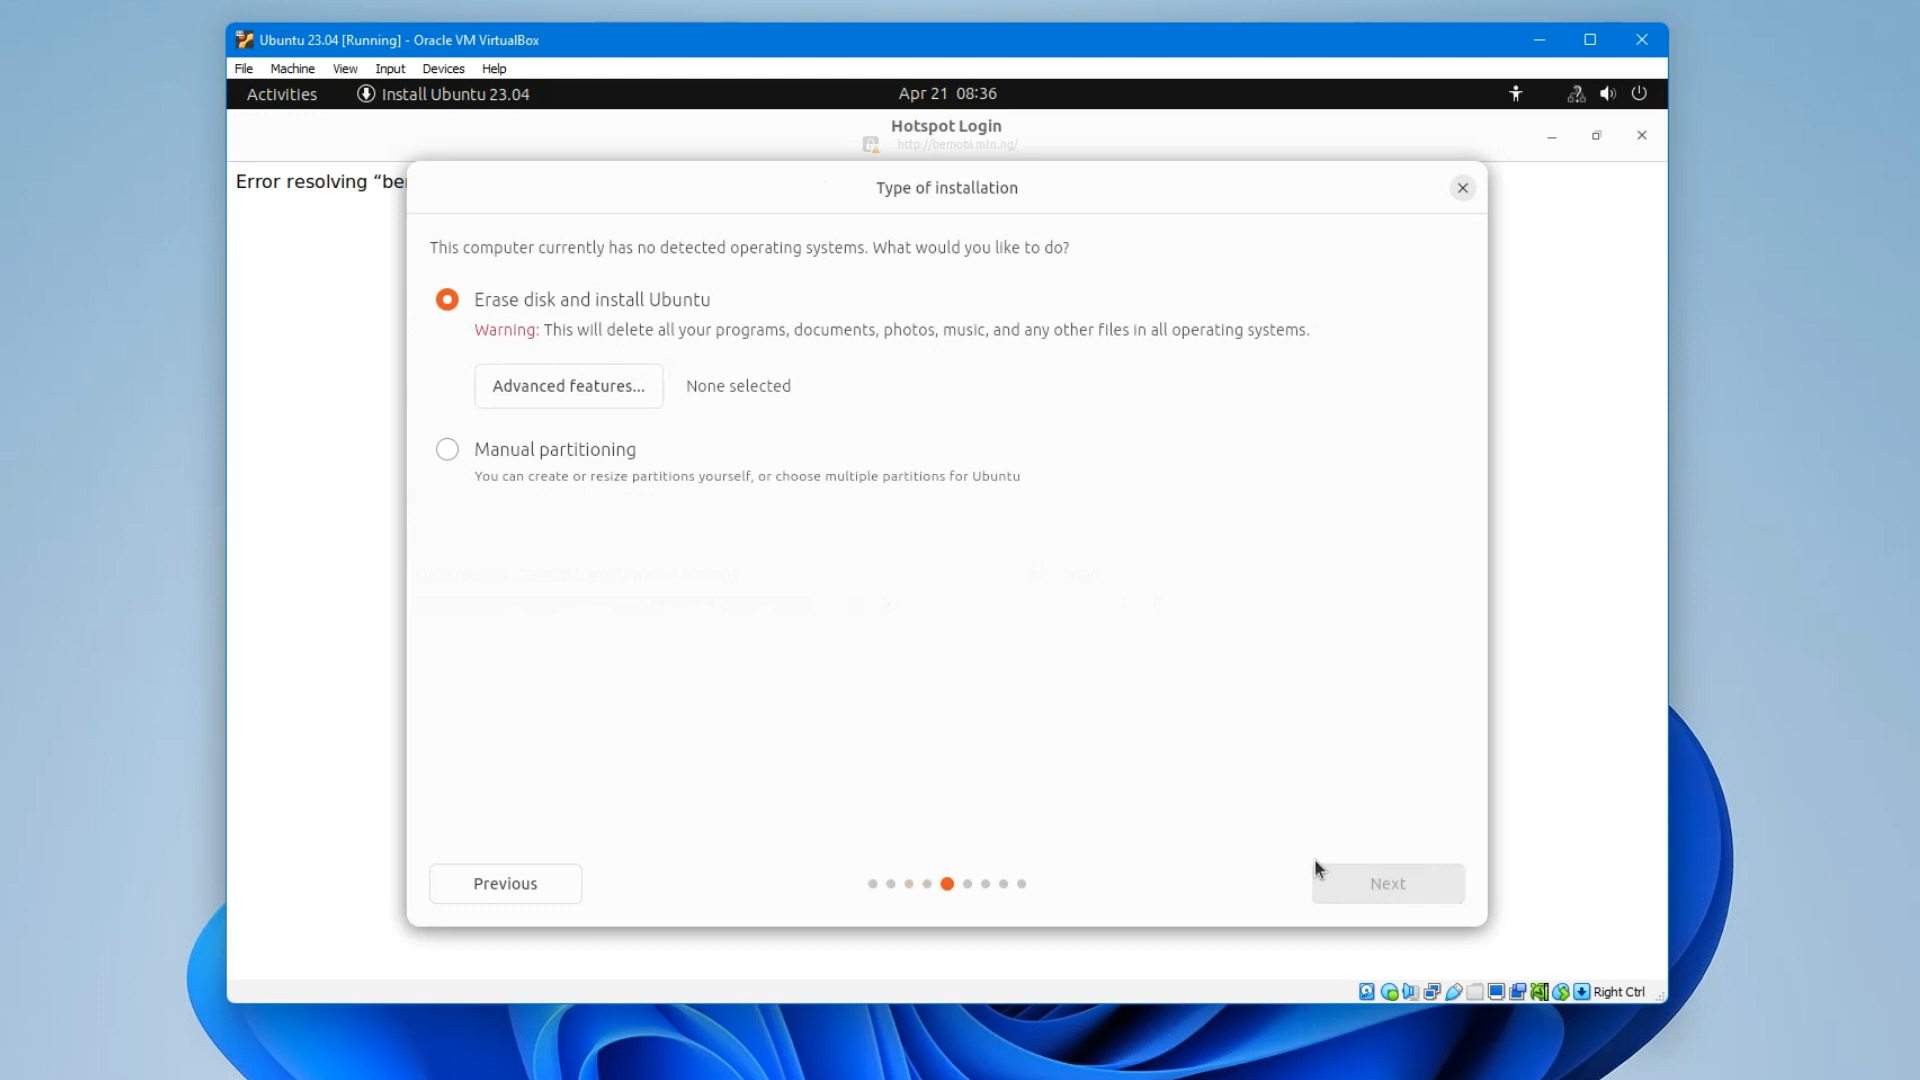 Ubuntu 23.04 [Running] - Oracle VM VirtualBox
File Machine View Input Devices Help
Activities Install Ubuntu 23.04 Apr 21 08:36
Hotspot Login
http://bemobi.mtn.ng/
Error resolving “be
Type of installation
This computer currently has no detected operating systems. What would you like to do?
Erase disk and install Ubuntu
Warning: This will delete all your programs, documents, photos, music, and any other files in all operating systems.
Advanced features... None selected
Manual partitioning
You can create or resize partitions yourself, or choose multiple partitions for Ubuntu
Previous Next
Right Ctrl